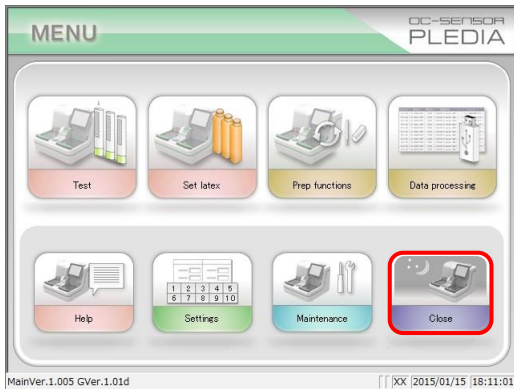 MENU
OC-SENSOR
PLEDIA
Test
Set latex
Prep functions
Data processing
1 2 3 4 5
6 7 8 9 10
Help
Settings
Maintenance
Close
MainVer.1.005 GVer.1.01d
XX 2015/01/15 18:11:01